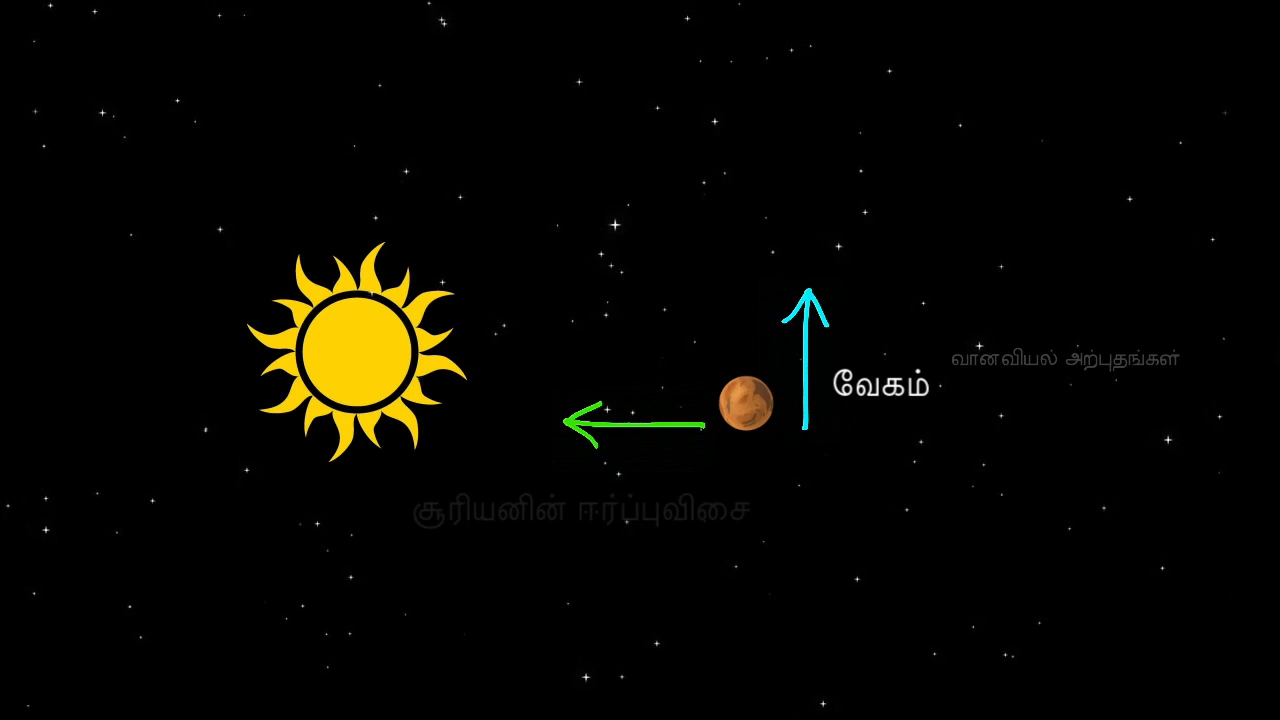 வானவியல் அற்புதங்கள்
வேகம்
சூரியனின் ஈர்ப்புவிசை